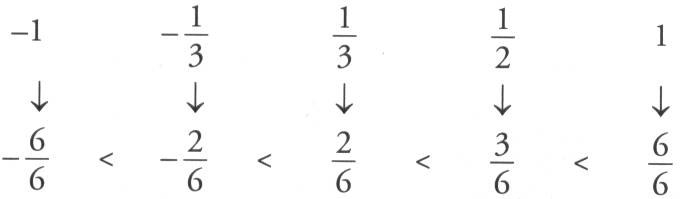 −1 −1/3 1/3 1/2 1
↓ ↓ ↓ ↓ ↓
−6/6 < −2/6 < 2/6 < 3/6 < 6/6